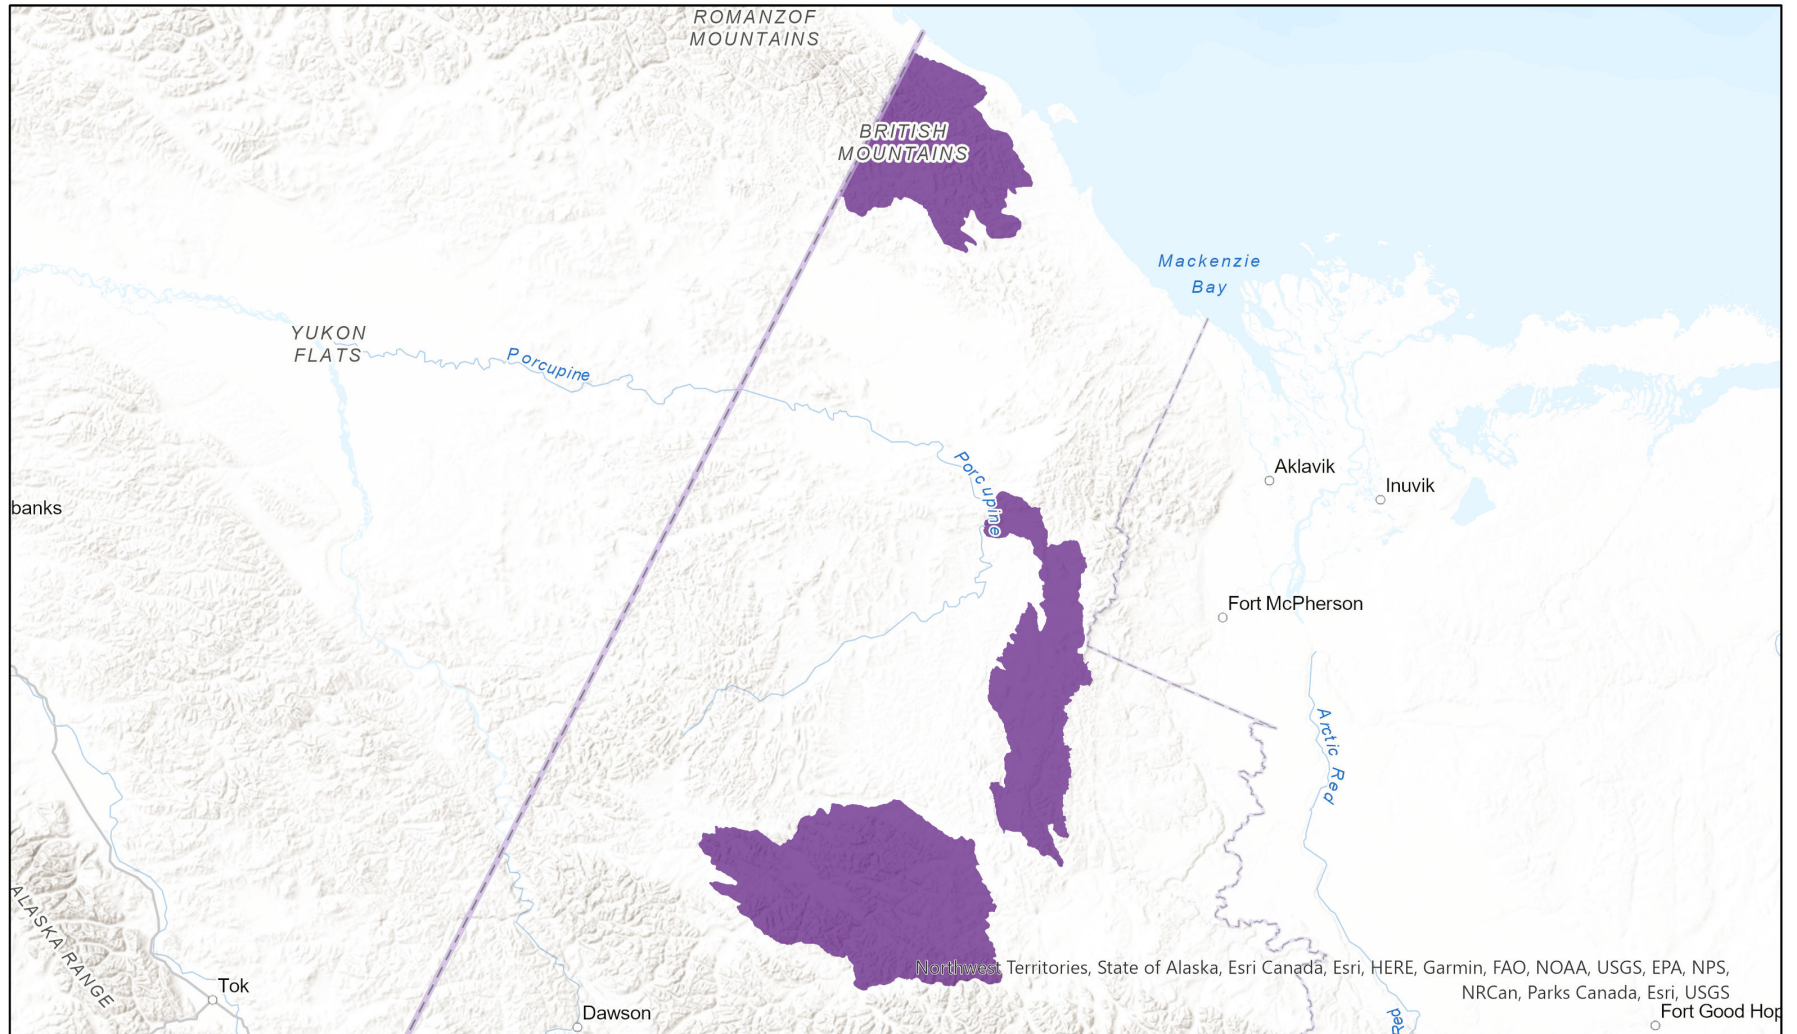 ROMANZOF
MOUNTAINS
BRITISH
MOUNTAINS
Mackenzie
Bay
YUKON
FLATS
Porcupine
Porcupine
Aklavik
Inuvik
banks
Fort McPherson
Arctic Red
ALASKA RANGE
Tok
Dawson
Northwest Territories, State of Alaska, Esri Canada, Esri, HERE, Garmin, FAO, NOAA, USGS, EPA, NPS,
NRCan, Parks Canada, Esri, USGS
Fort Good Hop
Red